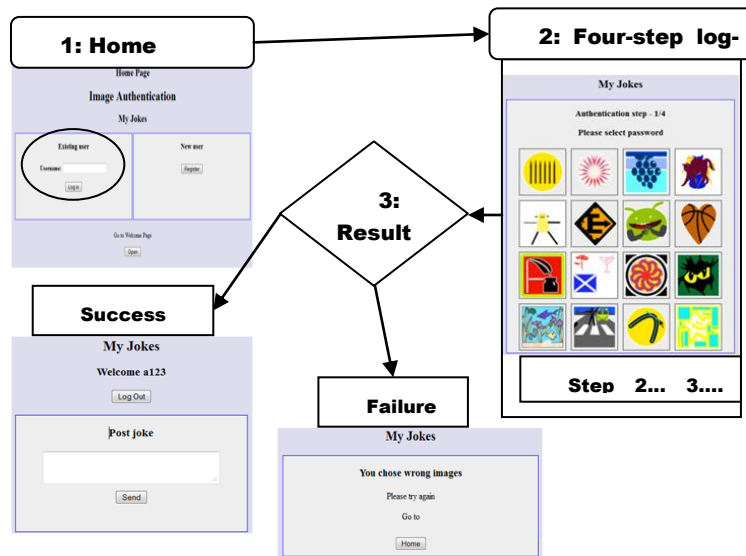 1: Home
Home Page
Image Authentication
My Jokes
Existing user
New user
Username:
Log in
Register
Go to Welcome Page
Open
2: Four-step log-
My Jokes
Authentication step - 1/4
Please select password
Step 2... 3....
3:
Result
Success
My Jokes
Welcome a123
Log Out
Post joke
Send
Failure
My Jokes
You chose wrong images
Please try again
Go to
Home